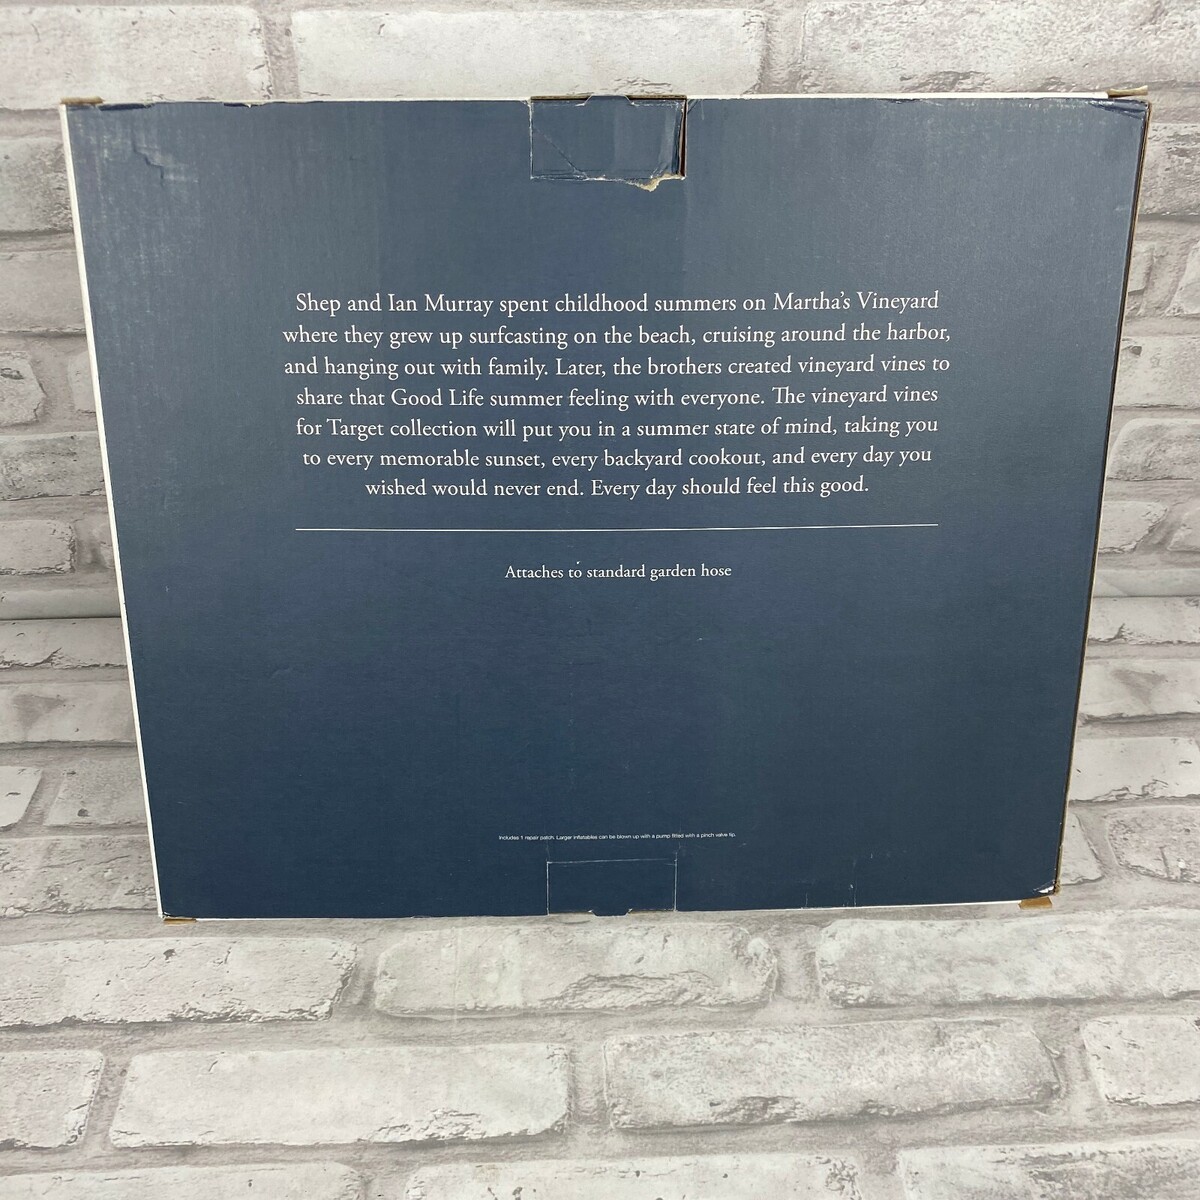 Shep and Ian Murray spent childhood summers on Martha's Vineyard
where they grew up surfcasting on the beach, cruising around the harbor,
and hanging out with family. Later, the brothers created vineyard vines to
share that Good Life summer feeling with everyone. The vineyard vines
for Target collection will put you in a summer state of mind, taking you
to every memorable sunset, every backyard cookout, and every day you
wished would never end. Every day should feel this good.
Attaches to standard garden hose
Includes 1 repair patch. Larger inflatables can be blown up with a pump fitted with a pinch valve tip.